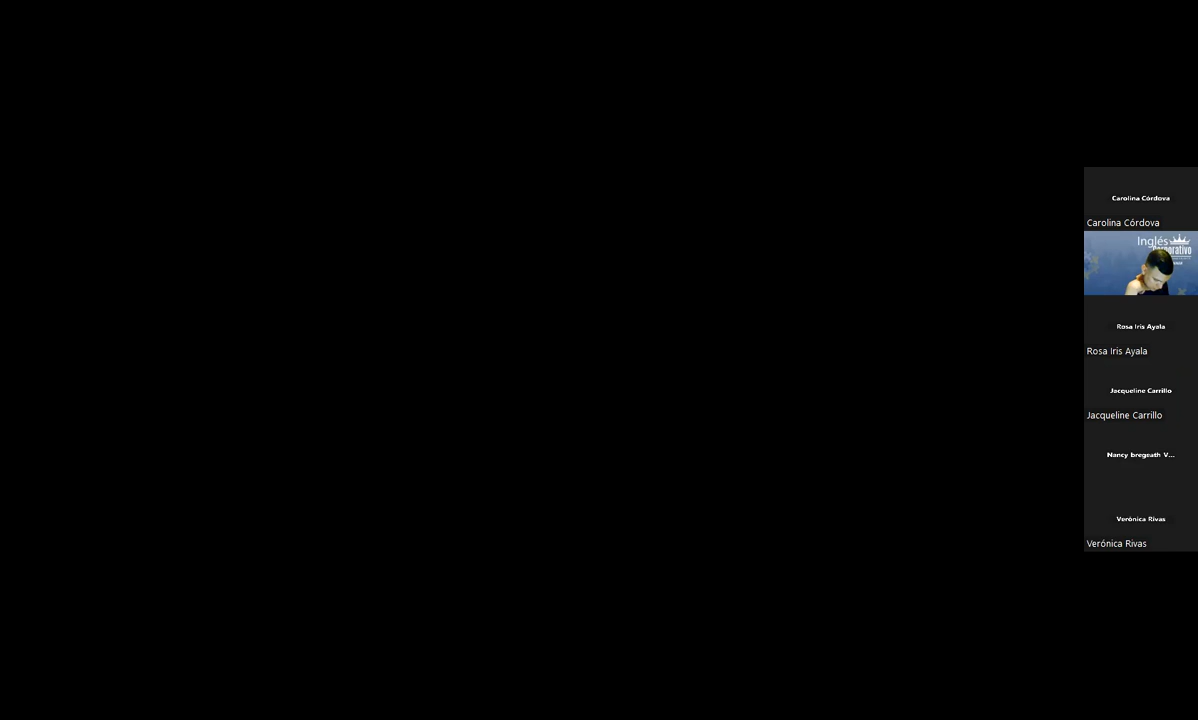 Carolina Córdova
Carolina Córdova
Inglés
Rosa Iris Ayala
Rosa Iris Ayala
Jacqueline Carrillo
Jacqueline Carrillo
Nancy bregeath V...
Verónica Rivas
Verónica Rivas